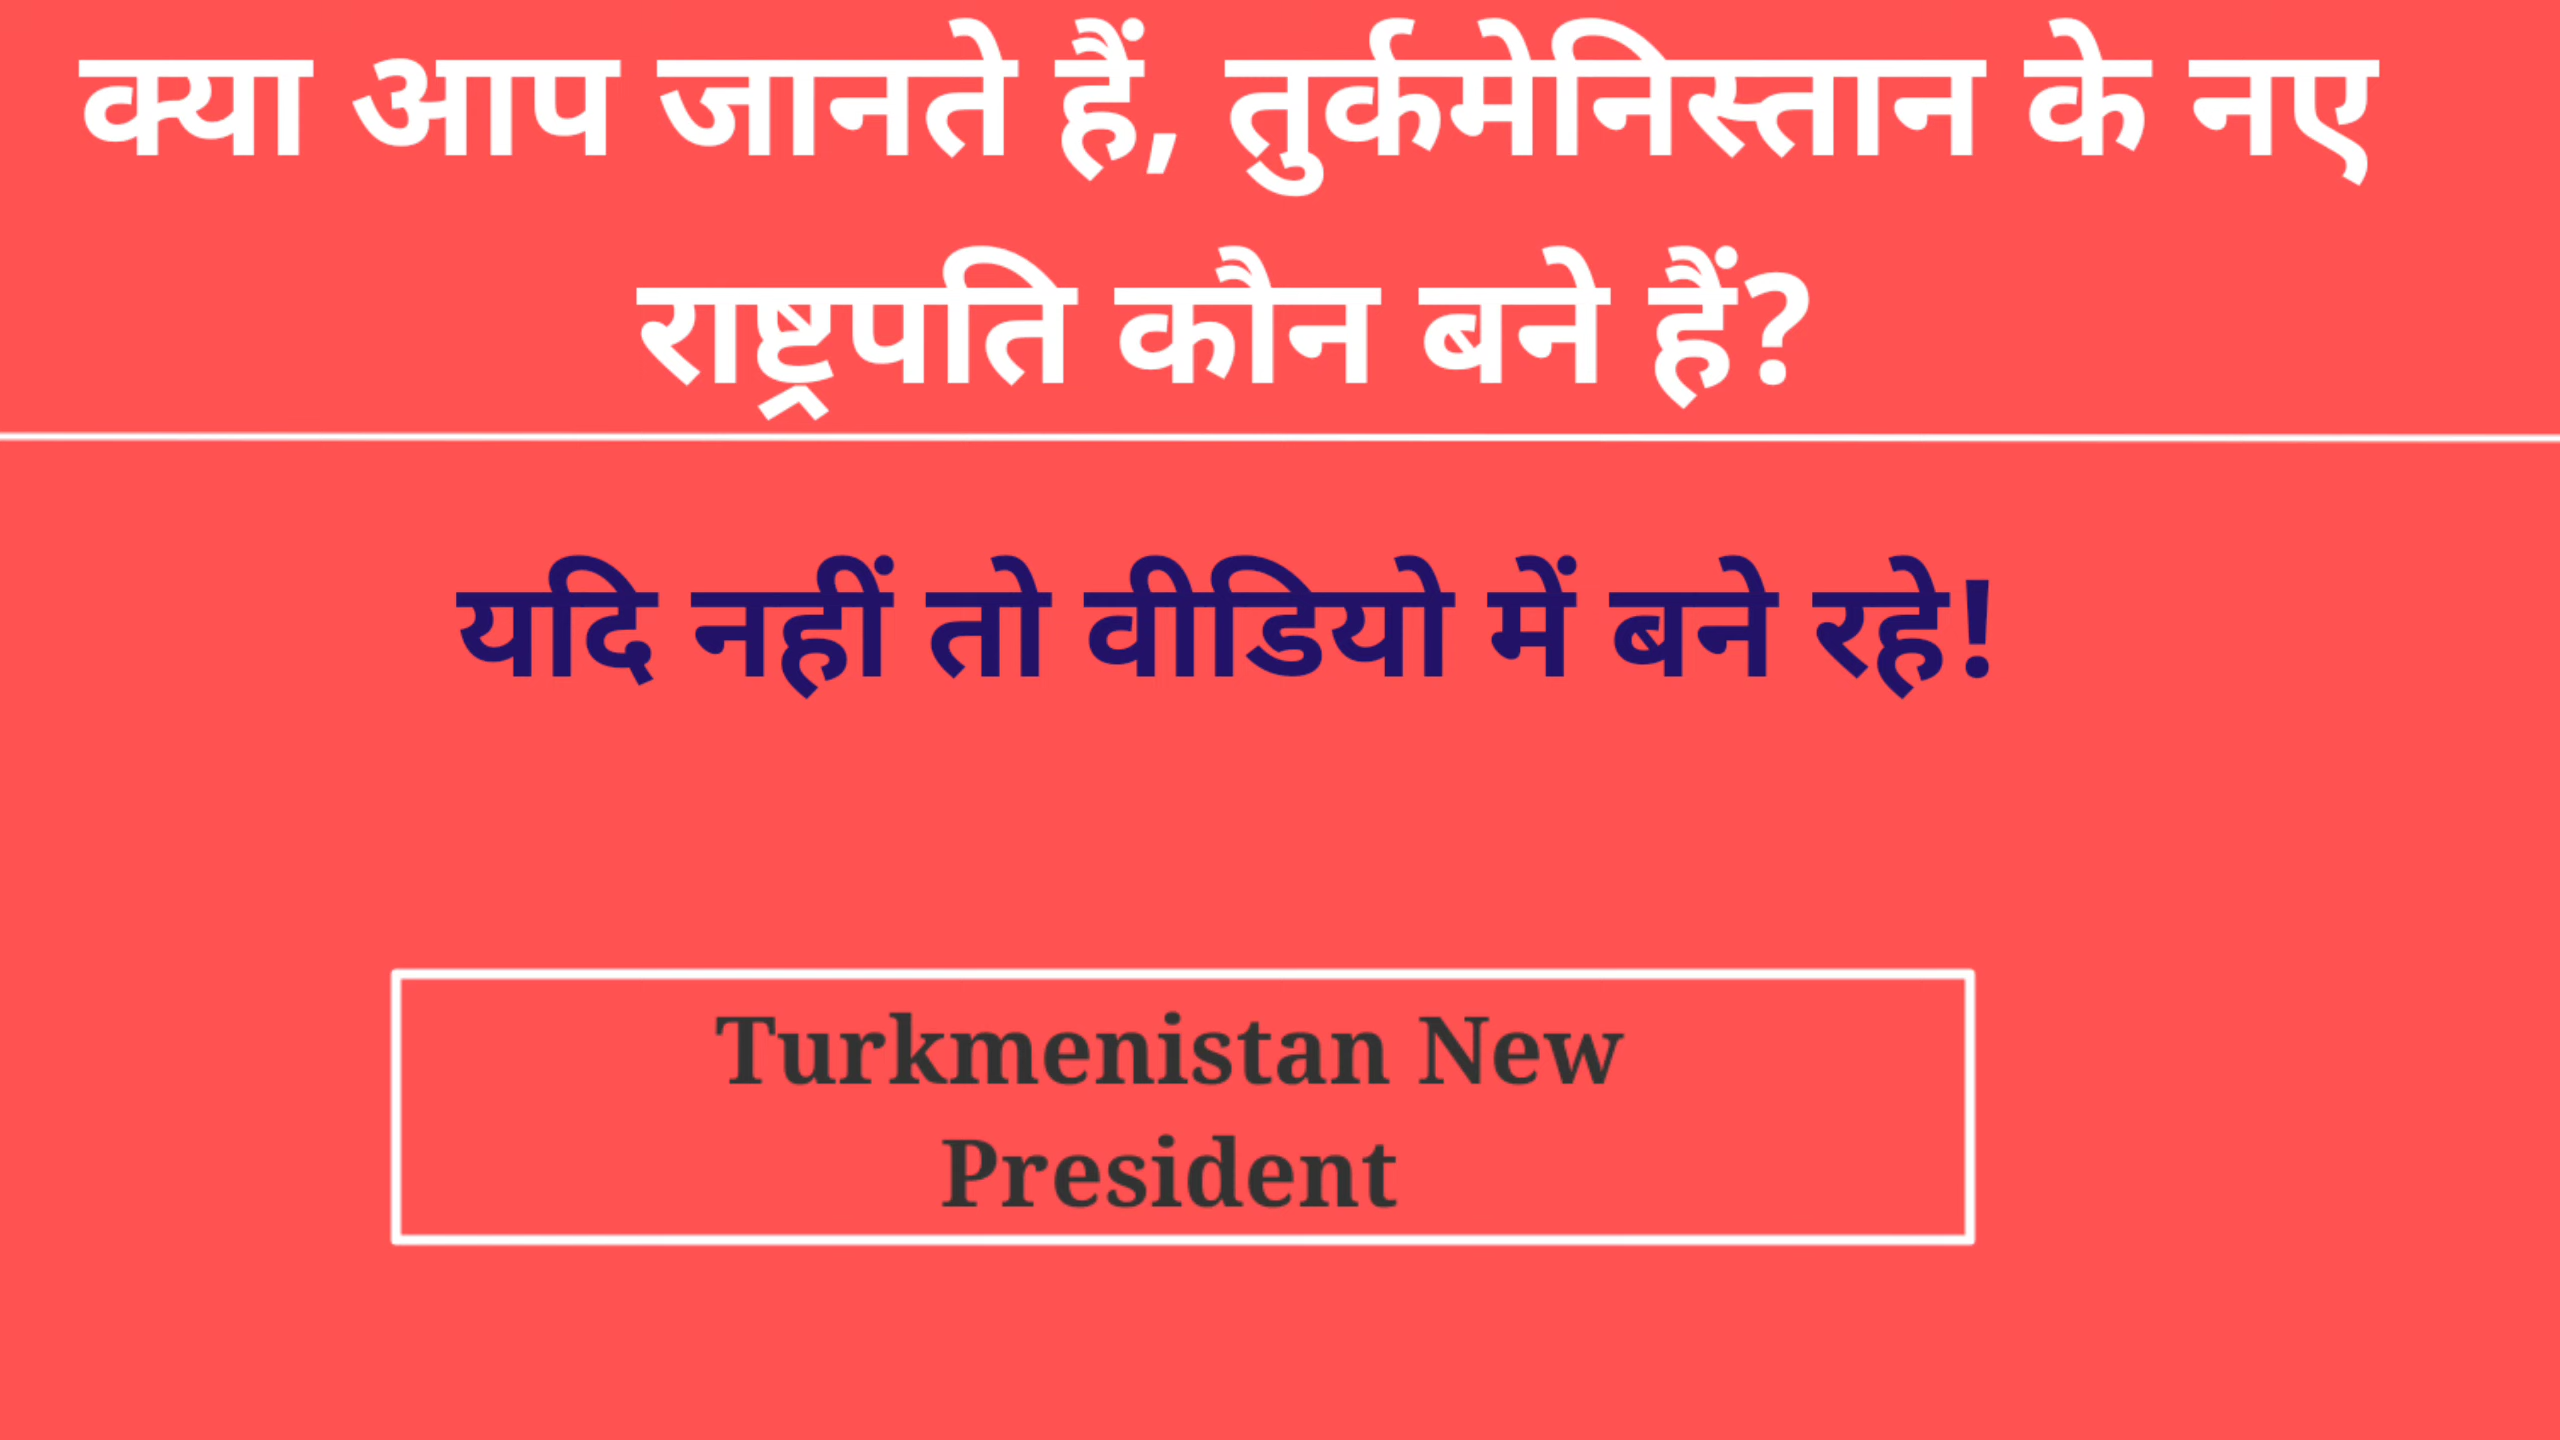 क्या आप जानते हैं, तुर्कमेनिस्तान के नए
राष्ट्रपति कौन बने हैं?
यदि नहीं तो वीडियो में बने रहे!
Turkmenistan New
President